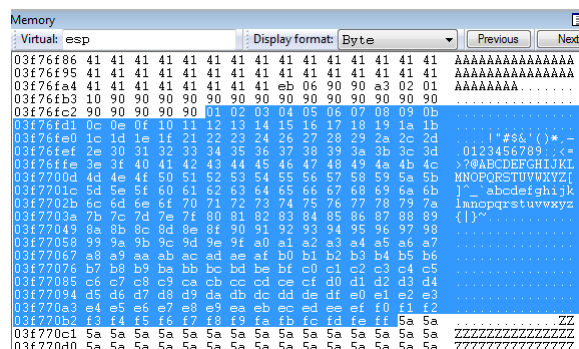 Memory
Virtual: esp Display format: Byte Previous Next
03f76f86 41 41 41 41 41 41 41 41 41 41 41 41 41 41 41 AAAAAAAAAAAAAAA
03f76f95 41 41 41 41 41 41 41 41 41 41 41 41 41 41 41 AAAAAAAAAAAAAAA
03f76fa4 41 41 41 41 41 41 41 41 eb 06 90 90 a3 02 01 AAAAAAAA.......
03f76fb3 10 90 90 90 90 90 90 90 90 90 90 90 90 90 90 ...............
03f76fc2 90 90 90 90 90 01 02 03 04 05 06 07 08 09 0b ...............
03f76fd1 0c 0e 0f 10 11 12 13 14 15 16 17 18 19 1a 1b ...............
03f76fe0 1c 1d 1e 1f 21 22 23 24 26 27 28 29 2a 2c 2d ....!"#$&'()*,-
03f76fef 2e 30 31 32 33 34 35 36 37 38 39 3a 3b 3c 3d .0123456789:;<=
03f76ffe 3e 3f 40 41 42 43 44 45 46 47 48 49 4a 4b 4c >?@ABCDEFGHIJKL
03f7700d 4d 4e 4f 50 51 52 53 54 55 56 57 58 59 5a 5b MNOPQRSTUVWXYZ[
03f7701c 5d 5e 5f 60 61 62 63 64 65 66 67 68 69 6a 6b ]^_`abcdefghijk
03f7702b 6c 6d 6e 6f 70 71 72 73 74 75 76 77 78 79 7a lmnopqrstuvwxyz
03f7703a 7b 7c 7d 7e 7f 80 81 82 83 84 85 86 87 88 89 {|}~...........
03f77049 8a 8b 8c 8d 8e 8f 90 91 92 93 94 95 96 97 98 ...............
03f77058 99 9a 9b 9c 9d 9e 9f a0 a1 a2 a3 a4 a5 a6 a7 ...............
03f77067 a8 a9 aa ab ac ad ae af b0 b1 b2 b3 b4 b5 b6 ...............
03f77076 b7 b8 b9 ba bb bc bd be bf c0 c1 c2 c3 c4 c5 ...............
03f77085 c6 c7 c8 c9 ca cb cc cd ce cf d0 d1 d2 d3 d4 ...............
03f77094 d5 d6 d7 d8 d9 da db dc dd de df e0 e1 e2 e3 ...............
03f770a3 e4 e5 e6 e7 e8 e9 ea eb ec ed ee ef f0 f1 f2 ...............
03f770b2 f3 f4 f5 f6 f7 f8 f9 fa fb fc fd fe ff 5a 5a .............ZZ
03f770c1 5a 5a 5a 5a 5a 5a 5a 5a 5a 5a 5a 5a 5a 5a 5a ZZZZZZZZZZZZZZZ
03f770d0 5a 5a 5a 5a 5a 5a 5a 5a 5a 5a 5a 5a 5a 5a 5a ZZZZZZZZZZZZZZZ